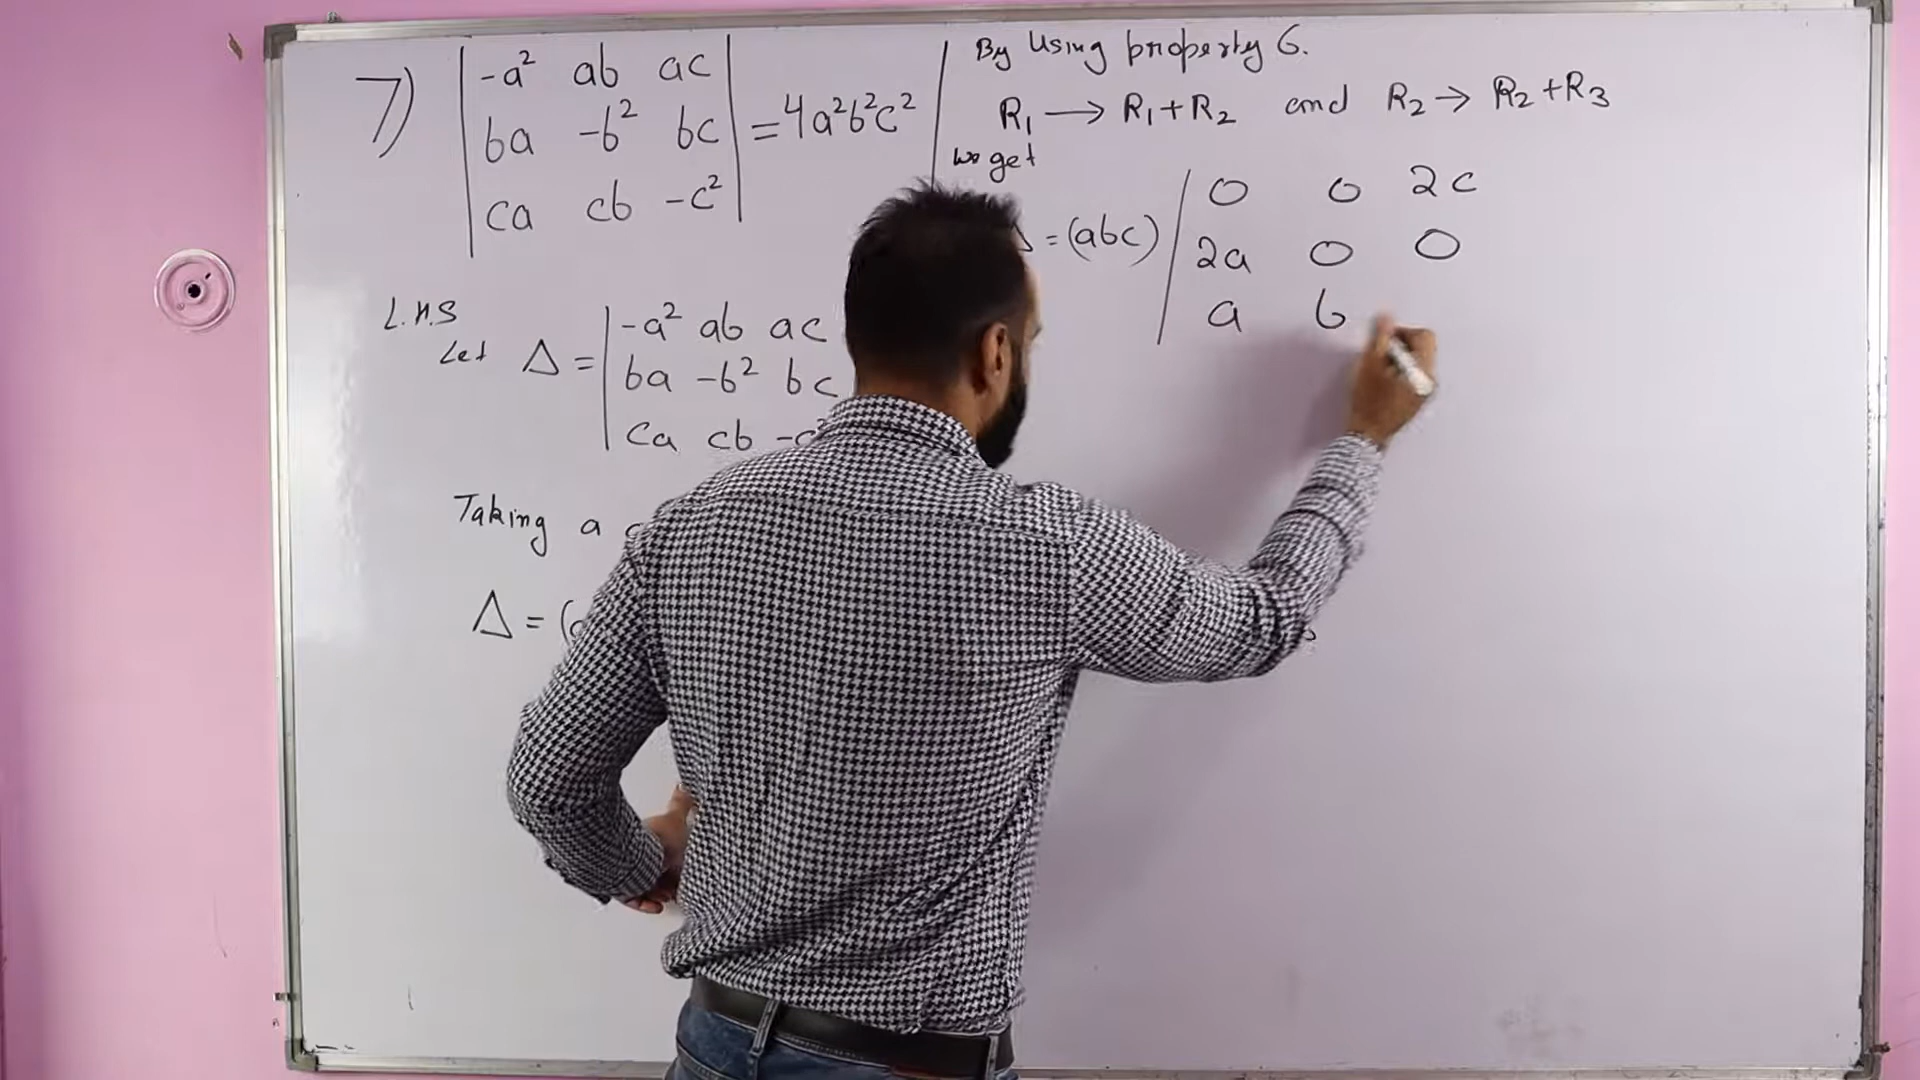 7) | -a² ab ac |
| ba -b² bc | = 4a²b²c²
| ca cb -c² |
L.H.S
Let Δ = | -a² ab ac
| ba -b² bc
| ca cb
Taking a
Δ = (
By Using property 6.
R₁ → R₁+R₂ and R₂ → R₂+R₃
we get
= (abc) | 0 0 2c
| 2a 0 0
| a b